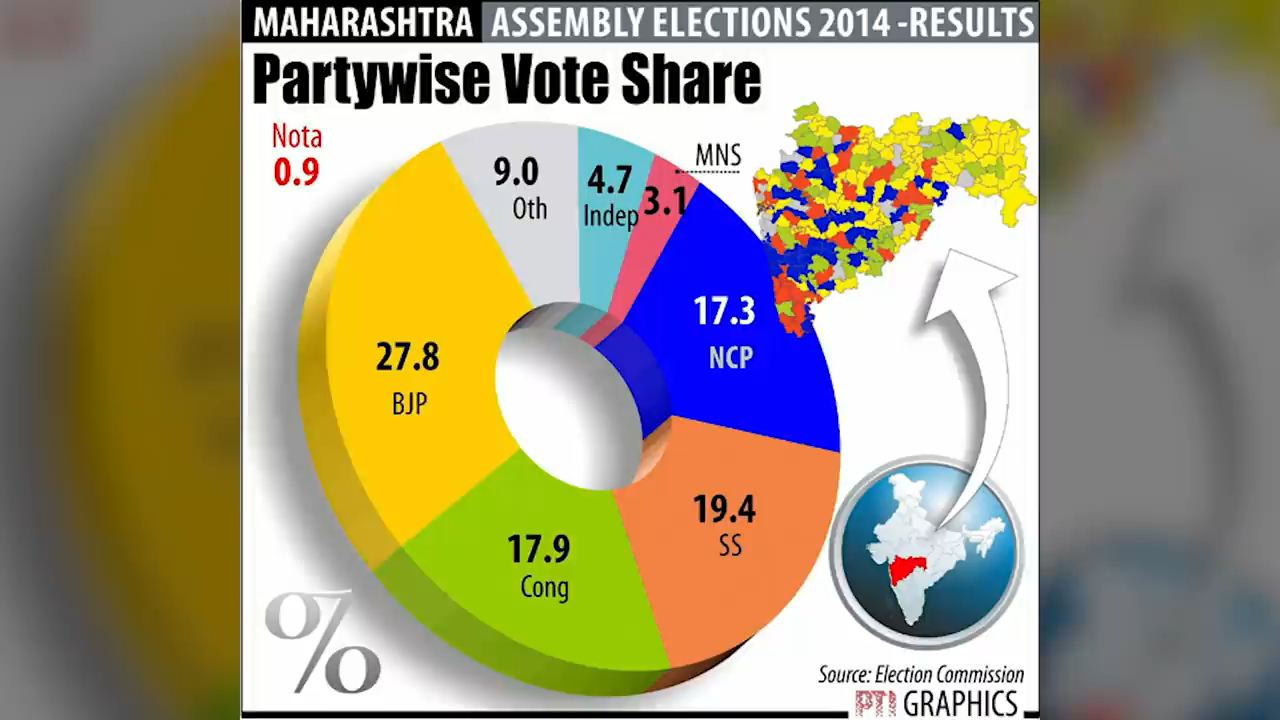 MAHARASHTRA ASSEMBLY ELECTIONS 2014 -RESULTS
Partywise Vote Share
Nota
0.9
9.0
Oth
4.7
Indep
MNS
3.1
17.3
NCP
27.8
BJP
19.4
SS
17.9
Cong
%
Source: Election Commission
PTI GRAPHICS